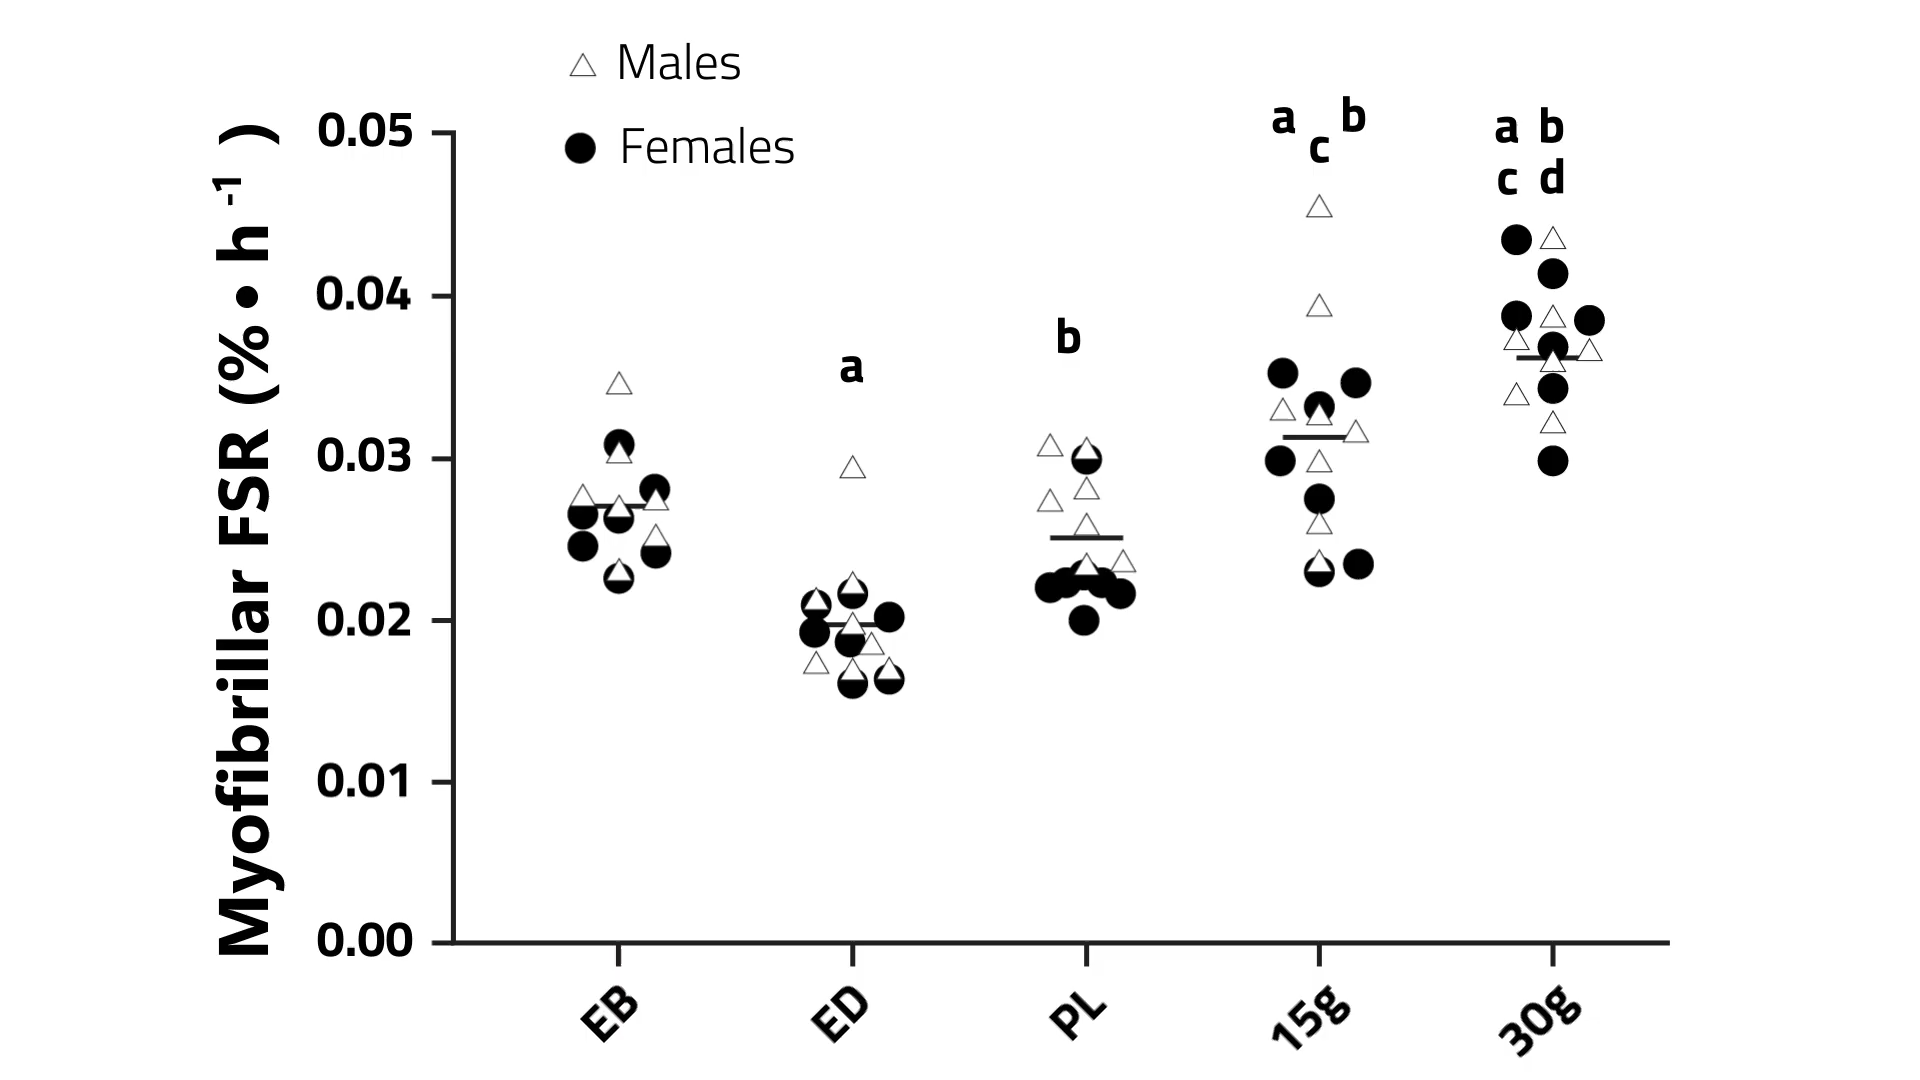 Males
Females
Myofibrillar FSR (% • h -1 )
0.05
0.04
0.03
0.02
0.01
0.00
a
b
a b
c
a b
c d
EB
ED
PL
15g
30g